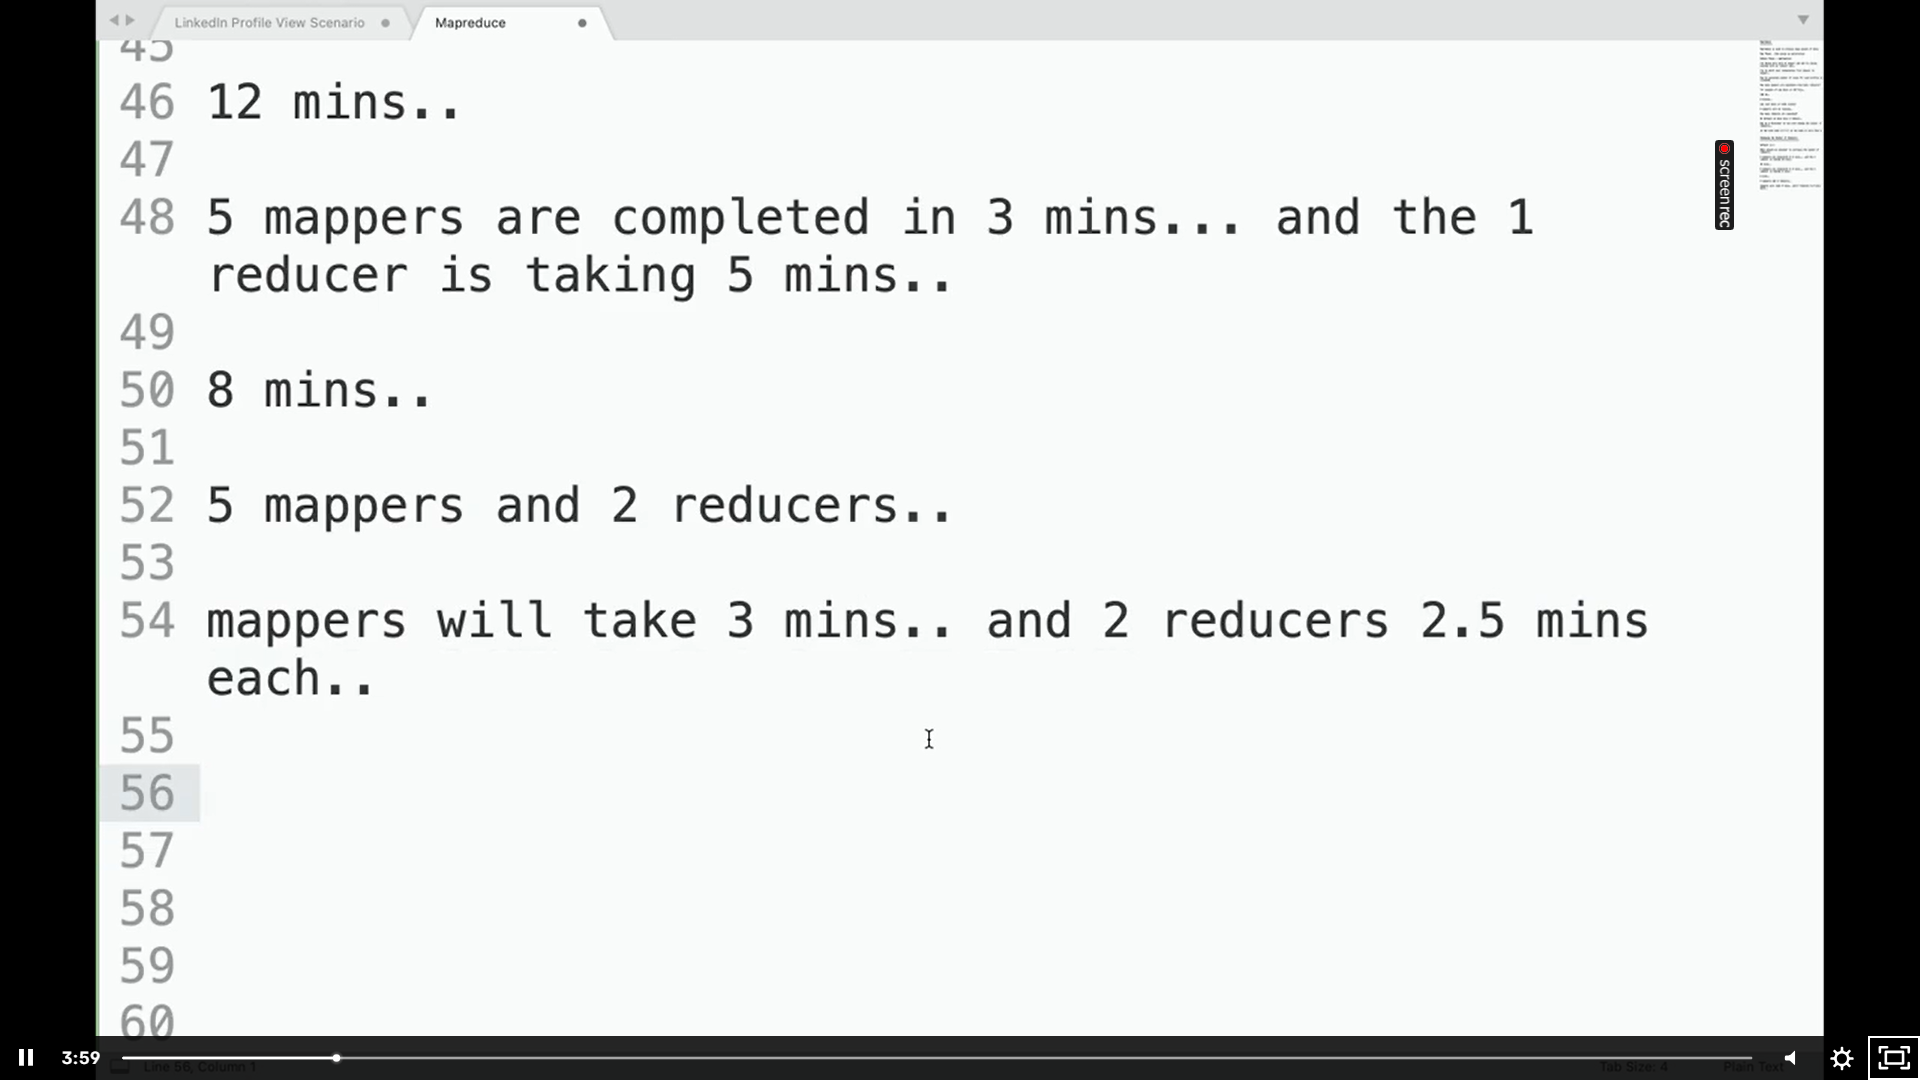 LinkedIn Profile View Scenario
Mapreduce
45
46 12 mins..
47
48 5 mappers are completed in 3 mins... and the 1
reducer is taking 5 mins..
49
50 8 mins..
51
52 5 mappers and 2 reducers..
53
54 mappers will take 3 mins.. and 2 reducers 2.5 mins
each..
55
56
57
58
59
60
screen rec
3:59
Line 56, Column 1
Tab Size: 4
Plain Text